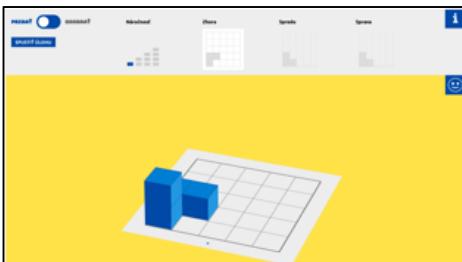 PRIDAŤ ODOBRAŤ
SPUSTIŤ ÚLOHU
Náročnosť
Zhora
Spredu
Sprava
i